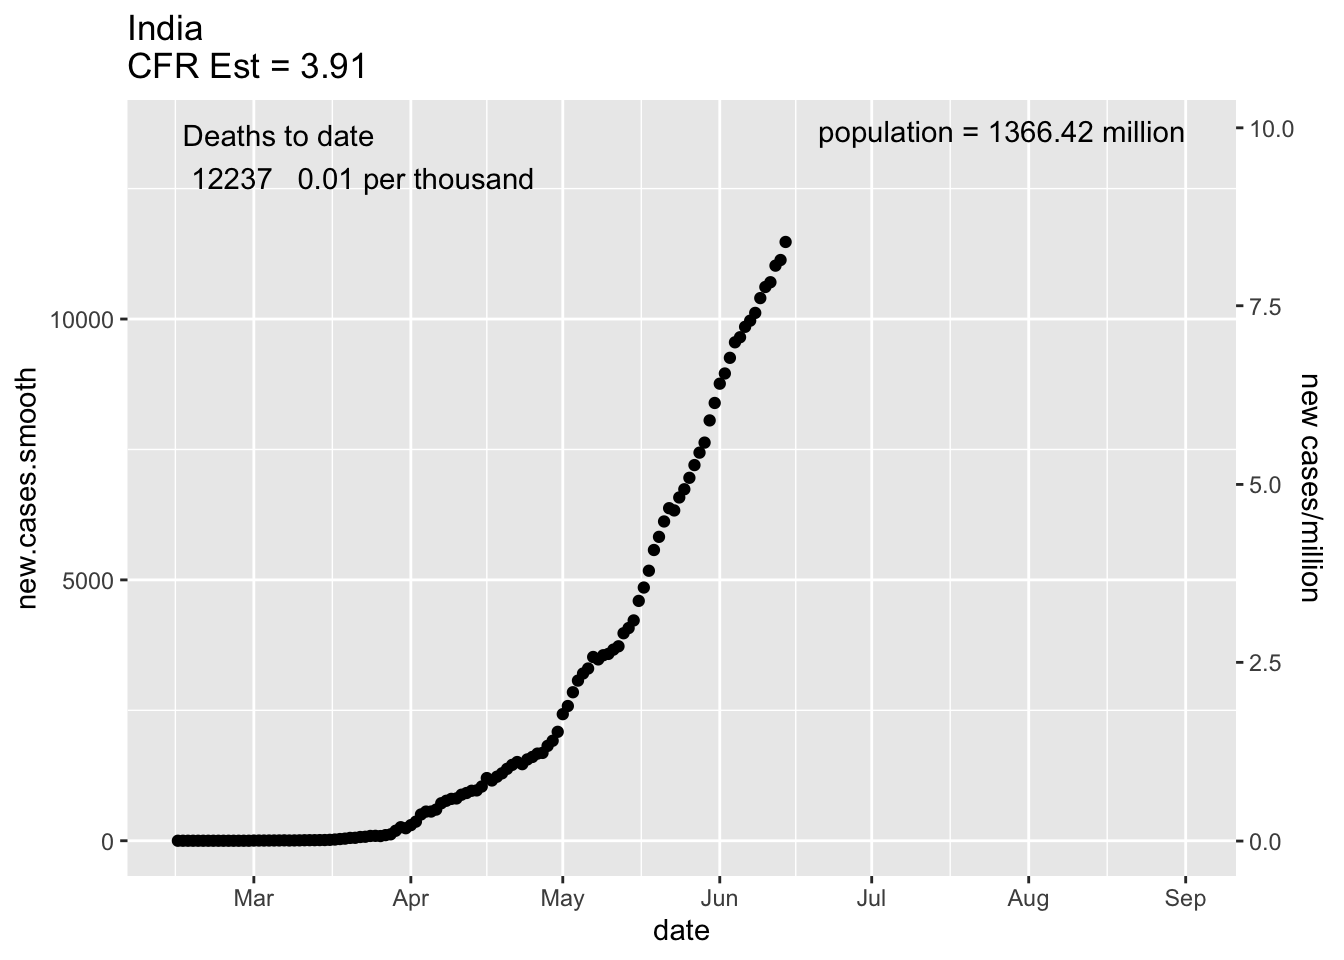 India
CFR Est = 3.91
Deaths to date
12237 0.01 per thousand
population = 1366.42 million
new.cases.smooth
10000
5000
0
10.0
7.5
5.0
2.5
0.0
new cases/million
Mar Apr May Jun Jul Aug Sep
date